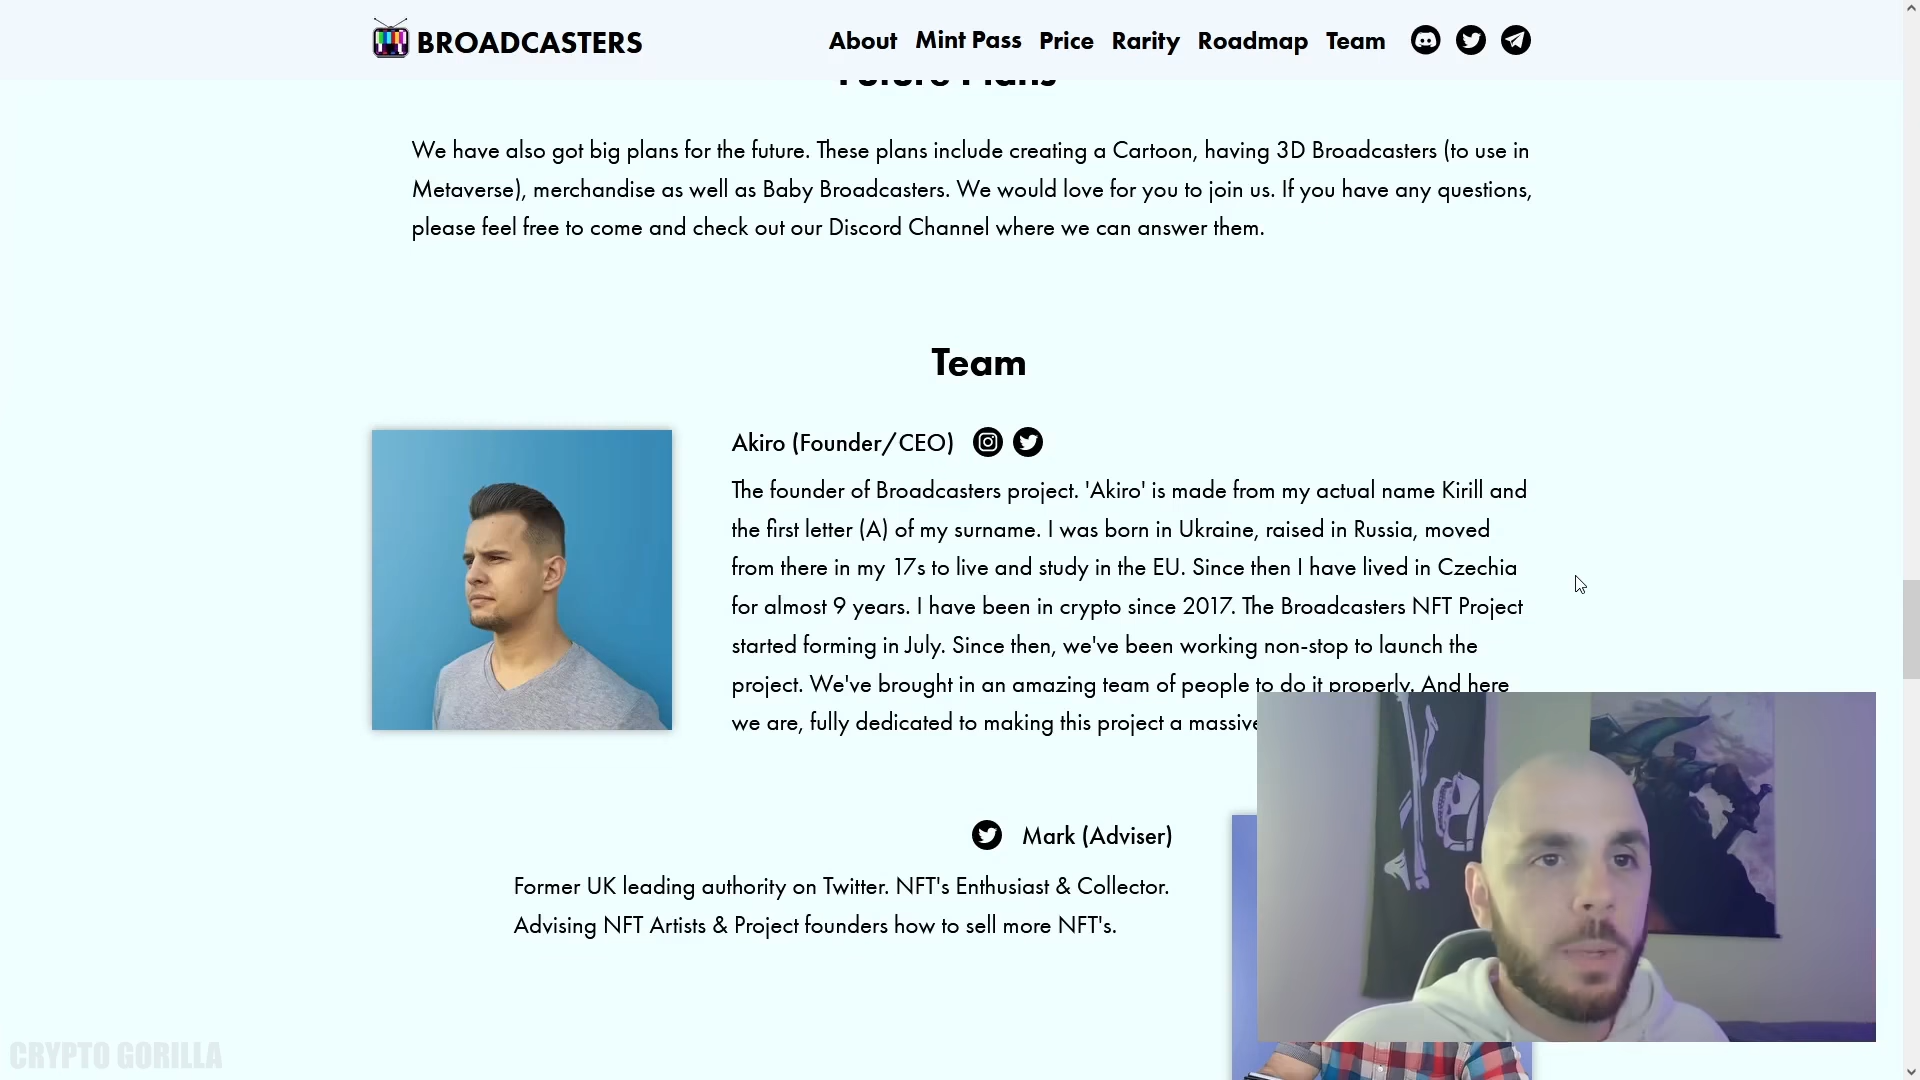 BROADCASTERS
About Mint Pass Price Rarity Roadmap Team
Future Plans
We have also got big plans for the future. These plans include creating a Cartoon, having 3D Broadcasters (to use in
Metaverse), merchandise as well as Baby Broadcasters. We would love for you to join us. If you have any questions,
please feel free to come and check out our Discord Channel where we can answer them.
Team
Akiro (Founder/CEO)
The founder of Broadcasters project. 'Akiro' is made from my actual name Kirill and
the first letter (A) of my surname. I was born in Ukraine, raised in Russia, moved
from there in my 17s to live and study in the EU. Since then I have lived in Czechia
for almost 9 years. I have been in crypto since 2017. The Broadcasters NFT Project
started forming in July. Since then, we've been working non-stop to launch the
project. We've brought in an amazing team of people to do it properly. And here
we are, fully dedicated to making this project a massive
Mark (Adviser)
Former UK leading authority on Twitter. NFT's Enthusiast & Collector.
Advising NFT Artists & Project founders how to sell more NFT's.
CRYPTO GORILLA